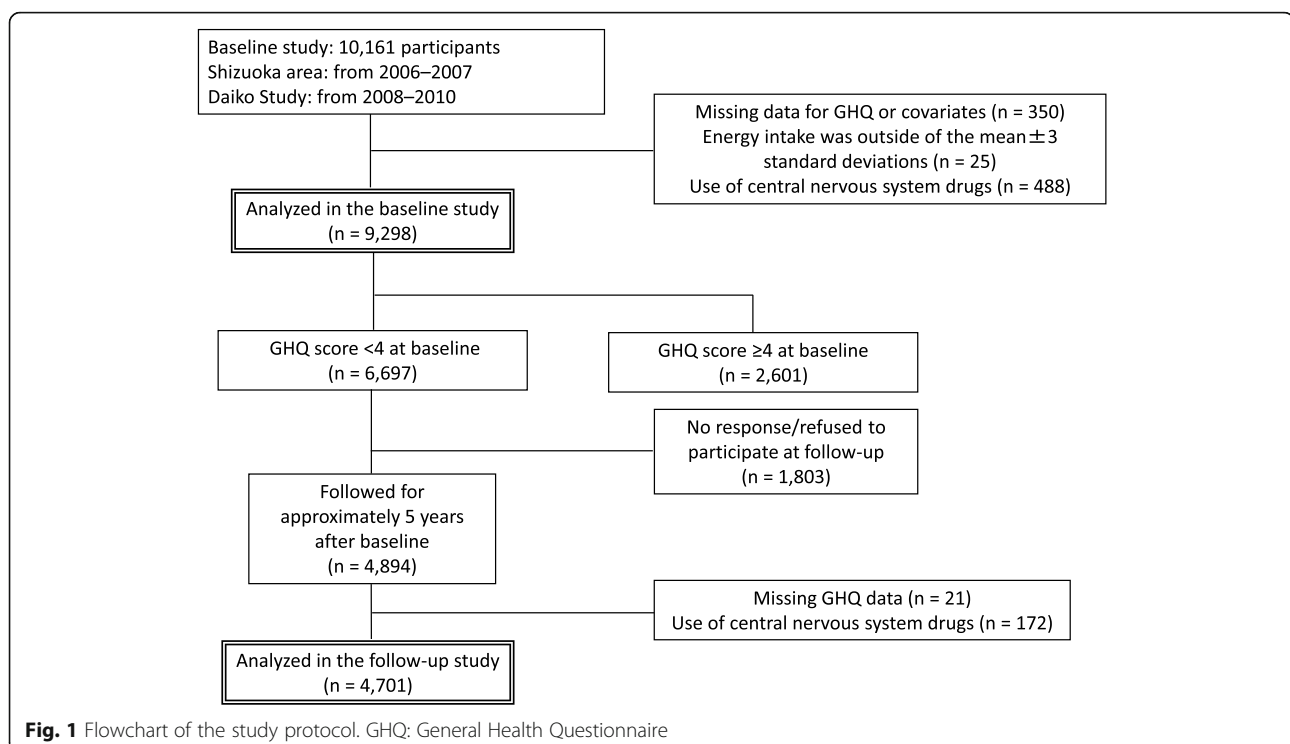 Baseline study: 10,161 participants
Shizuoka area: from 2006–2007
Daiko Study: from 2008–2010
Missing data for GHQ or covariates (n = 350)
Energy intake was outside of the mean±3
standard deviations (n = 25)
Use of central nervous system drugs (n = 488)
Analyzed in the baseline study
(n = 9,298)
GHQ score <4 at baseline
(n = 6,697)
GHQ score ≥4 at baseline
(n = 2,601)
No response/refused to
participate at follow-up
(n = 1,803)
Followed for
approximately 5 years
after baseline
(n = 4,894)
Missing GHQ data (n = 21)
Use of central nervous system drugs (n = 172)
Analyzed in the follow-up study
(n = 4,701)
Fig. 1 Flowchart of the study protocol. GHQ: General Health Questionnaire